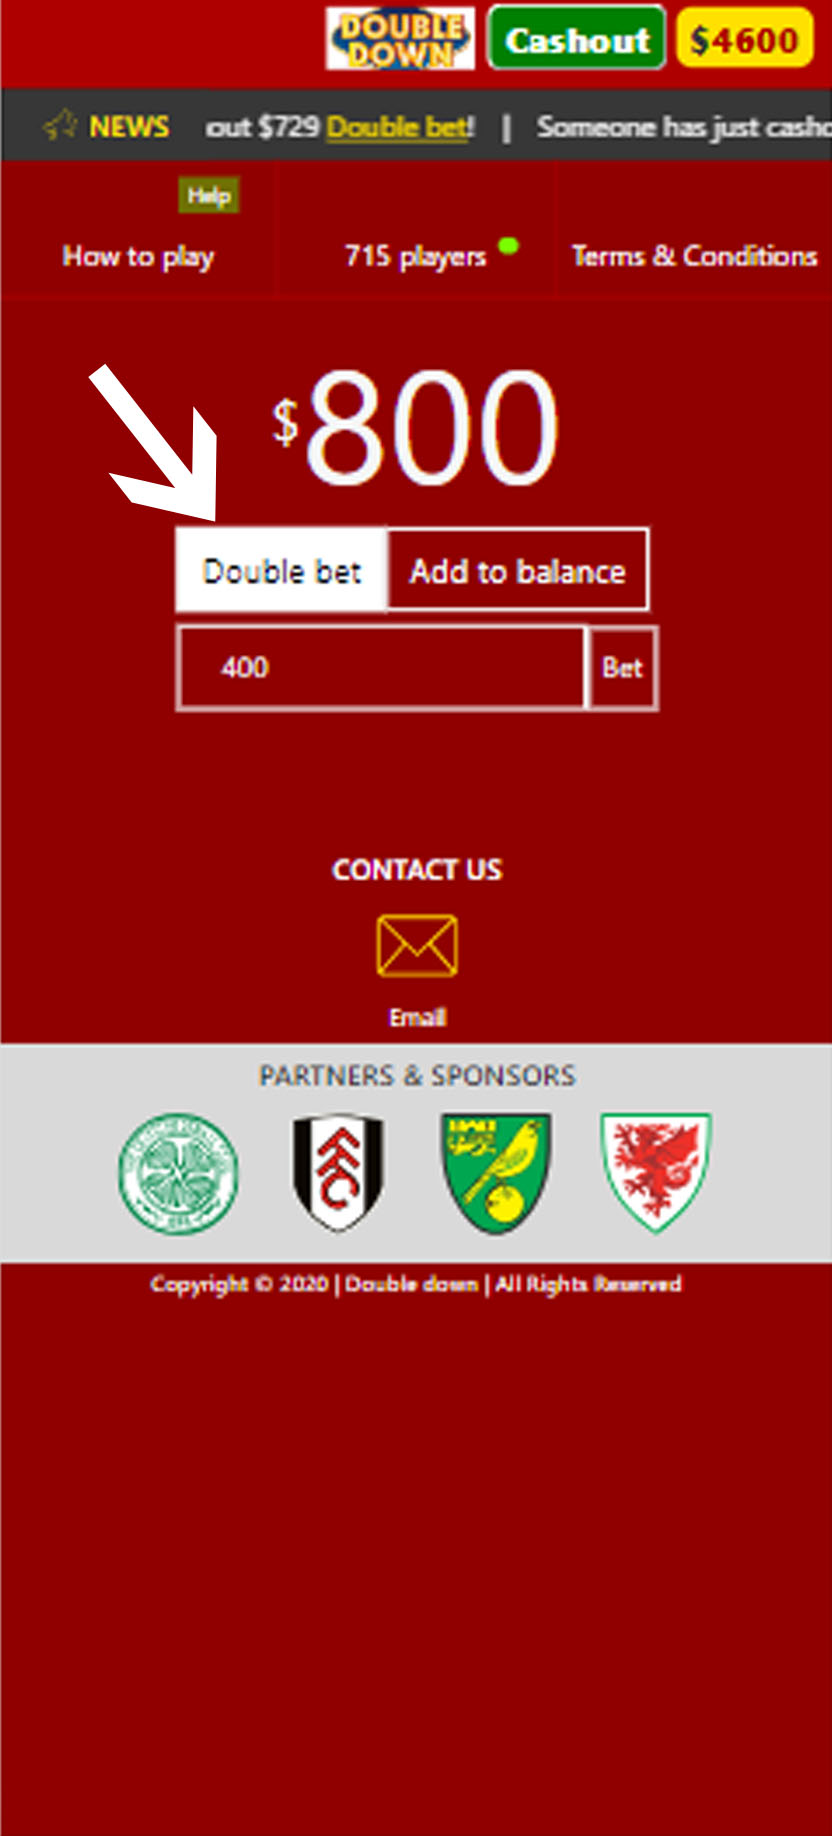 DOUBLE
DOWN
Cashout
$4600
NEWS out $729 Double bet! | Someone has just casho
Help
How to play
715 players
Terms & Conditions
$800
Double bet
Add to balance
400
Bet
CONTACT US
Email
PARTNERS & SPONSORS
Copyright © 2020 | Double down | All Rights Reserved